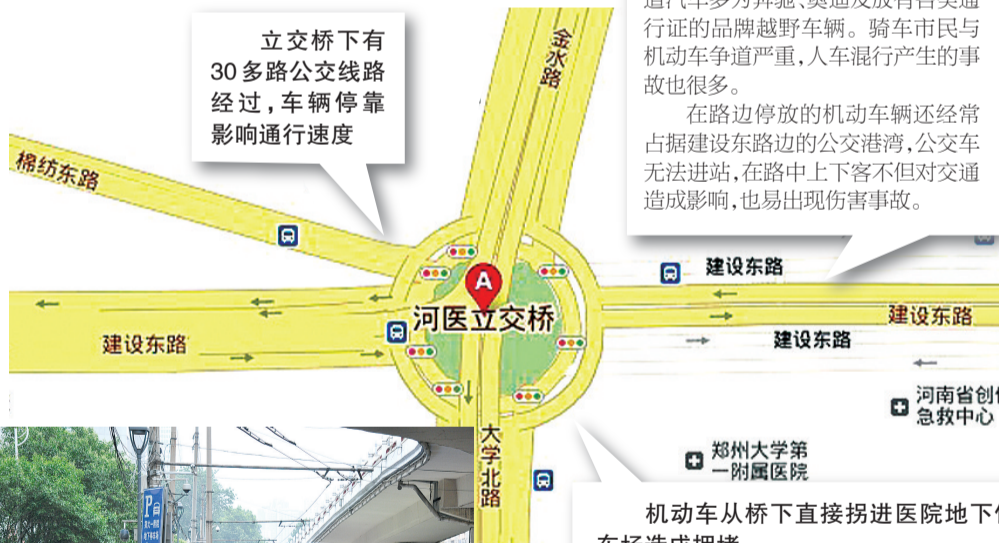 立交桥下有
30多路公交线路
经过,车辆停靠
影响通行速度
道汽车多为奔驰、奥迪及放有各类通
行证的品牌越野车辆。骑车市民与
机动车争道严重,人车混行产生的事
故也很多。
在路边停放的机动车辆还经常
占据建设东路边的公交港湾,公交车
无法进站,在路中上下客不但对交通
造成影响,也易出现伤害事故。
金水路
棉纺东路
建设东路
A
河医立交桥
建设东路
建设东路
建设东路
河南省创
急救中心
郑州大学第
一附属医院
大学北路
P
机动车从桥下直接拐进医院地下
车场造成拥堵